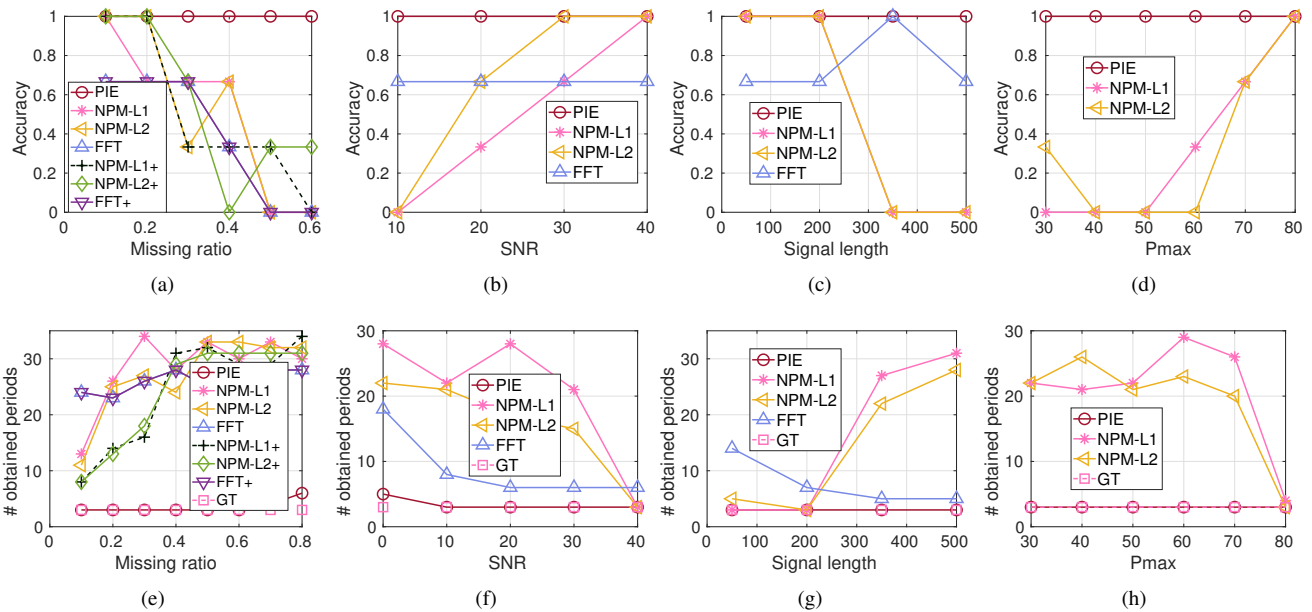 1
0.8
0.6
0.4
0.2
0
Accuracy
PIE
NPM-L1
NPM-L2
FFT
NPM-L1+
NPM-L2+
FFT+
0
0.2
0.4
0.6
Missing ratio
(a)
1
0.8
0.6
0.4
0.2
0
Accuracy
PIE
NPM-L1
NPM-L2
FFT
10
20
30
40
SNR
(b)
1
0.8
0.6
0.4
0.2
0
Accuracy
PIE
NPM-L1
NPM-L2
FFT
0
100
200
300
400
500
Signal length
(c)
1
0.8
0.6
0.4
0.2
0
Accuracy
PIE
NPM-L1
NPM-L2
30
40
50
60
70
80
Pmax
(d)
30
20
10
0
# obtained periods
PIE
NPM-L1
NPM-L2
FFT
NPM-L1+
NPM-L2+
FFT+
GT
0
0.2
0.4
0.6
0.8
Missing ratio
(e)
30
20
10
0
# obtained periods
PIE
NPM-L1
NPM-L2
FFT
GT
0
10
20
30
40
SNR
(f)
30
20
10
0
# obtained periods
PIE
NPM-L1
NPM-L2
FFT
GT
0
100
200
300
400
500
Signal length
(g)
30
20
10
0
# obtained periods
PIE
NPM-L1
NPM-L2
GT
30
40
50
60
70
80
Pmax
(h)